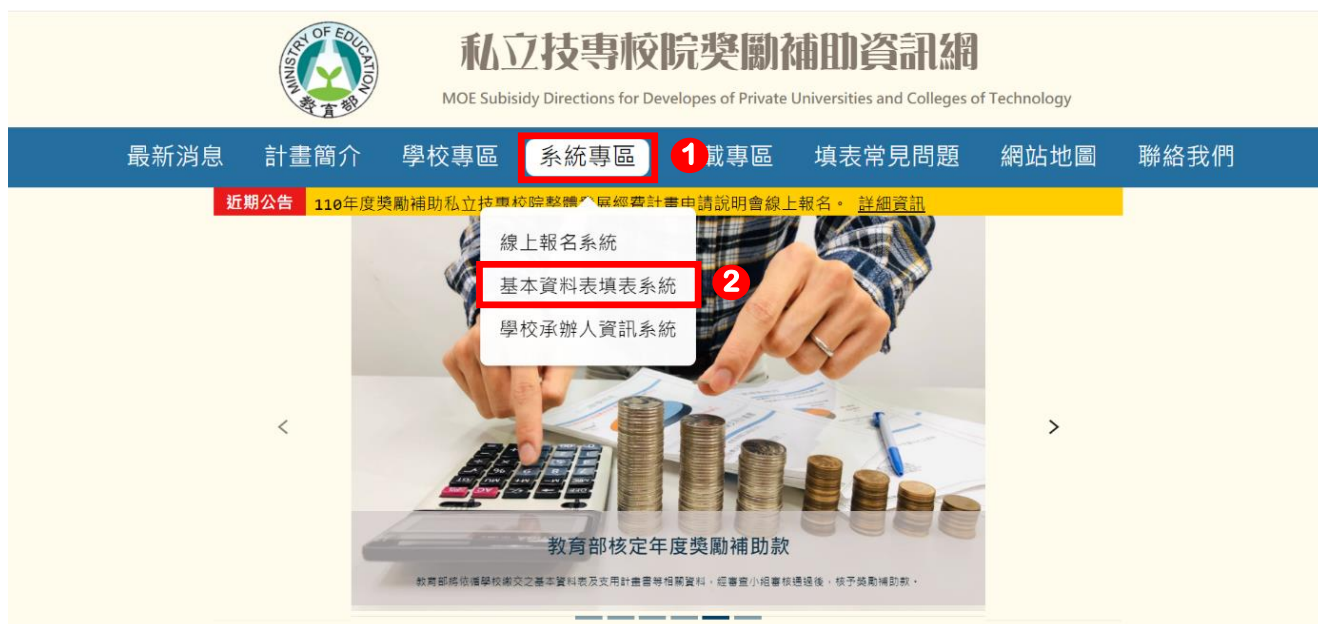 MINISTRY OF EDUCATION
教育部
私立技專校院獎勵補助資訊網
MOE Subisidy Directions for Developes of Private Universities and Colleges of Technology
最新消息 計畫簡介 學校專區 系統專區 1 載專區 填表常見問題 網站地圖 聯絡我們
近期公告 110年度獎勵補助私立技專校院整體發展經費計畫申請說明會線上報名。 詳細資訊
線上報名系統
基本資料表填表系統 2
學校承辦人資訊系統
教育部核定年度獎勵補助款
教育部將依循學校繳交之基本資料表及支用計畫書等相關資料，經審查小組審核通過後，核予獎勵補助款。